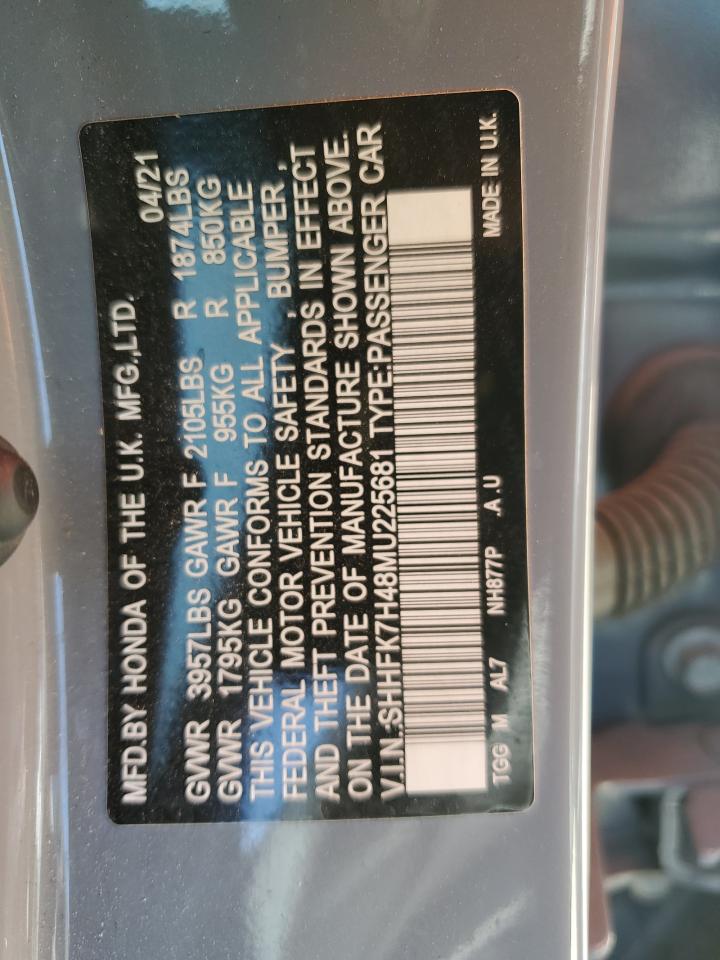 MFD.BY HONDA OF THE U.K. MFG.,LTD. 04/21
GVWR 3957LBS GAWR F 2105LBS R 1874LBS
GVWR 1795KG GAWR F 955KG R 850KG
THIS VEHICLE CONFORMS TO ALL APPLICABLE
FEDERAL MOTOR VEHICLE SAFETY , BUMPER ,
AND THEFT PREVENTION STANDARDS IN EFFECT
ON THE DATE OF MANUFACTURE SHOWN ABOVE.
V.I.N.:SHHFK7H48MU225681 TYPE:PASSENGER CAR
TGG M AL7 NH877P .A .U MADE IN U.K.